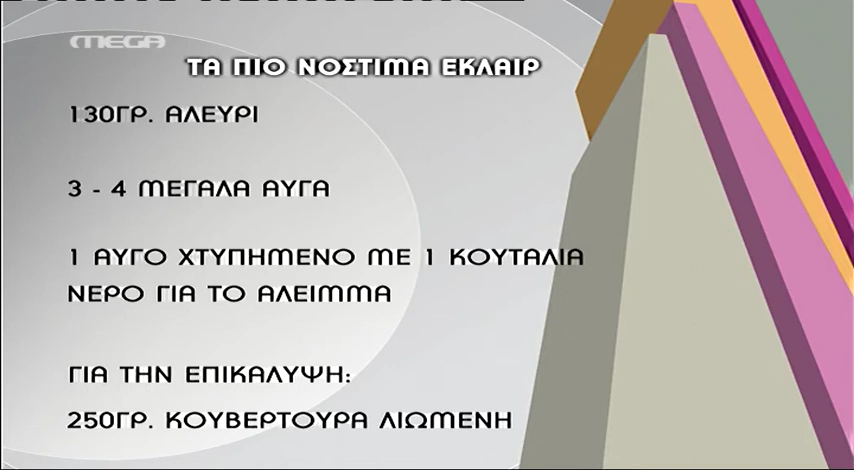 MEGA
ΤΑ ΠΙΟ ΝΟΣΤΙΜΑ ΕΚΛΑΙΡ
130ΓΡ. ΑΛΕΥΡΙ
3 - 4 ΜΕΓΑΛΑ ΑΥΓΑ
1 ΑΥΓΟ ΧΤΥΠΗΜΕΝΟ ΜΕ 1 ΚΟΥΤΑΛΙΑ
ΝΕΡΟ ΓΙΑ ΤΟ ΑΛΕΙΜΜΑ
ΓΙΑ ΤΗΝ ΕΠΙΚΑΛΥΨΗ:
250ΓΡ. ΚΟΥΒΕΡΤΟΥΡΑ ΛΙΩΜΕΝΗ